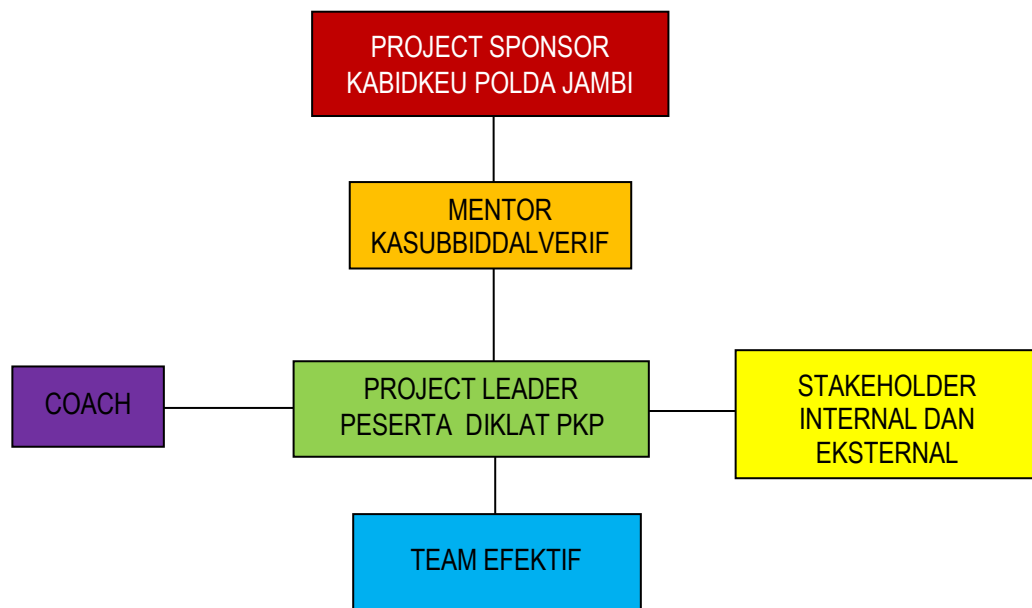 PROJECT SPONSOR
KABIDKEU POLDA JAMBI
MENTOR
KASUBBIDDALVERIF
COACH
PROJECT LEADER
PESERTA DIKLAT PKP
STAKEHOLDER
INTERNAL DAN
EKSTERNAL
TEAM EFEKTIF